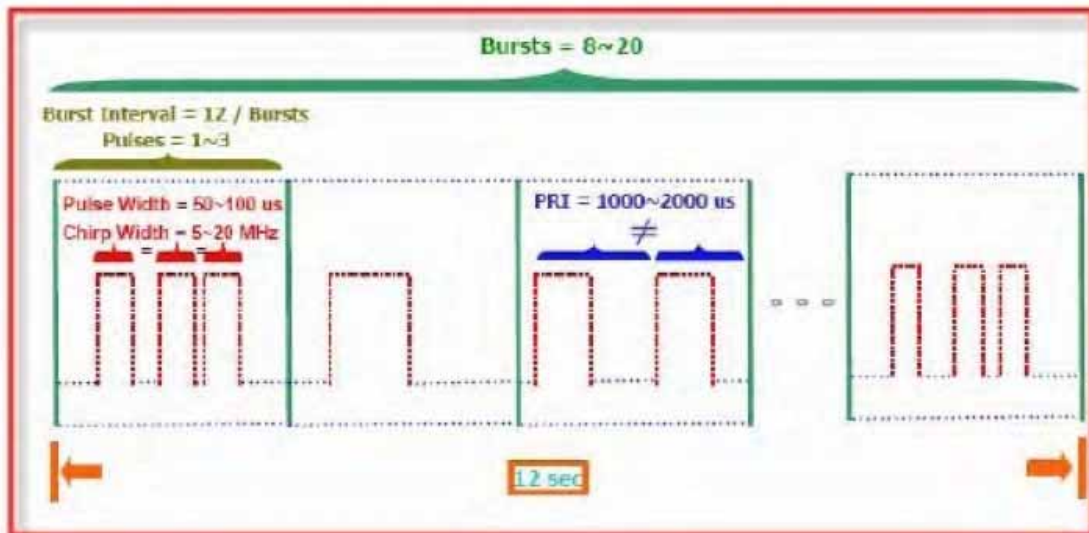 Bursts = 8~20
Burst Interval = 12 / Bursts
Pulses = 1~3
Pulse Width = 50~100 us
Chirp Width = 5~20 MHz
= =
PRI = 1000~2000 us
≠
12 sec